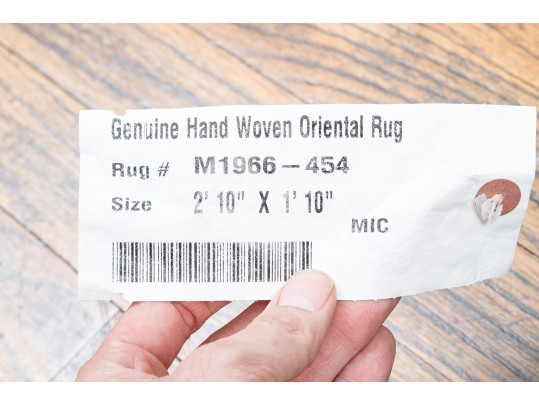 Genuine Hand Woven Oriental Rug
Rug # M1966-454
Size 2' 10" X 1' 10"
MIC